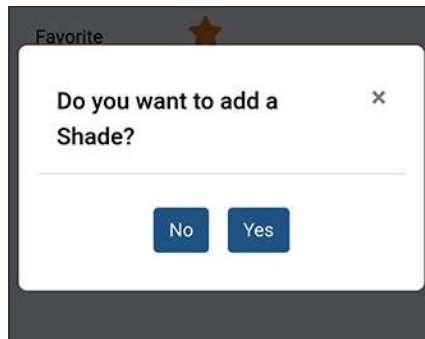 Favorite
Do you want to add a
Shade?
×
No
Yes